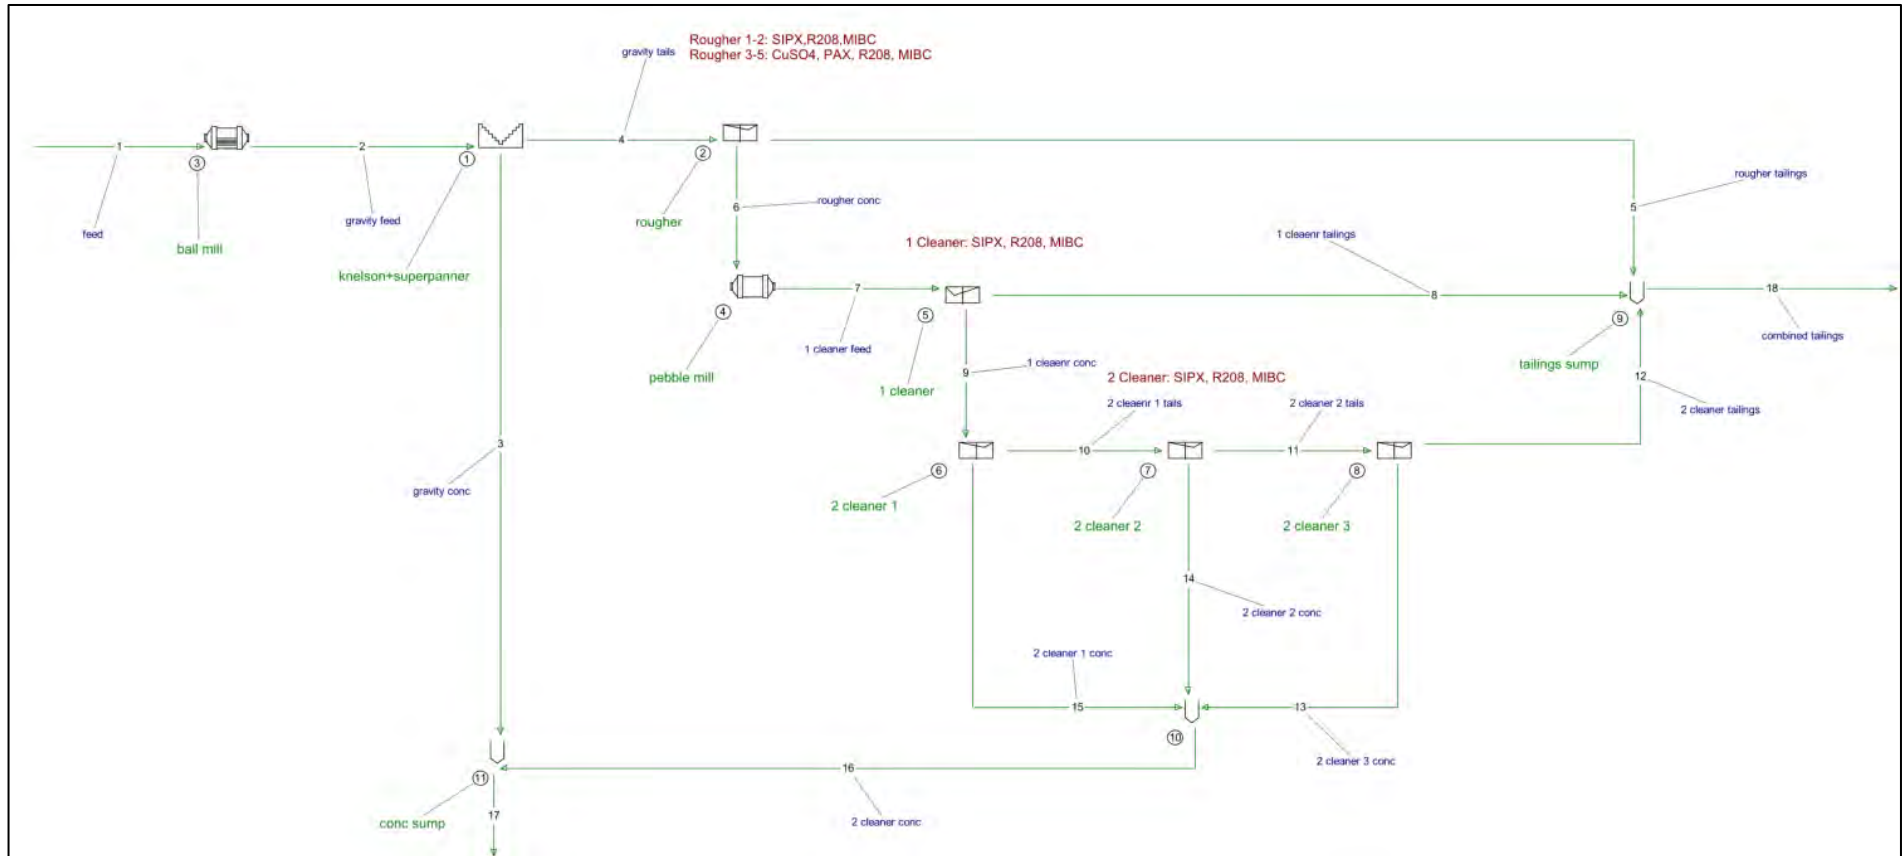 Rougher 1-2: SIPX,R208,MIBC
Rougher 3-5: CuSO4, PAX, R208, MIBC
gravity tails
1
2
4
3
1
2
rougher tailings
feed
gravity feed
ball mill
knelson+superpanner
rougher
6
rougher conc
5
1 Cleaner: SIPX, R208, MIBC
1 cleaenr tailings
7
8
18
4
5
9
1 cleaner feed
combined tailings
pebble mill
1 cleaner
1 cleaenr conc
9
tailings sump
2 Cleaner: SIPX, R208, MIBC
12
2 cleaenr 1 tails
2 cleaner 2 tails
2 cleaner tailings
3
10
11
6
7
8
gravity conc
2 cleaner 1
2 cleaner 2
2 cleaner 3
14
2 cleaner 2 conc
2 cleaner 1 conc
15
13
10
2 cleaner 3 conc
16
11
17
conc sump
2 cleaner conc